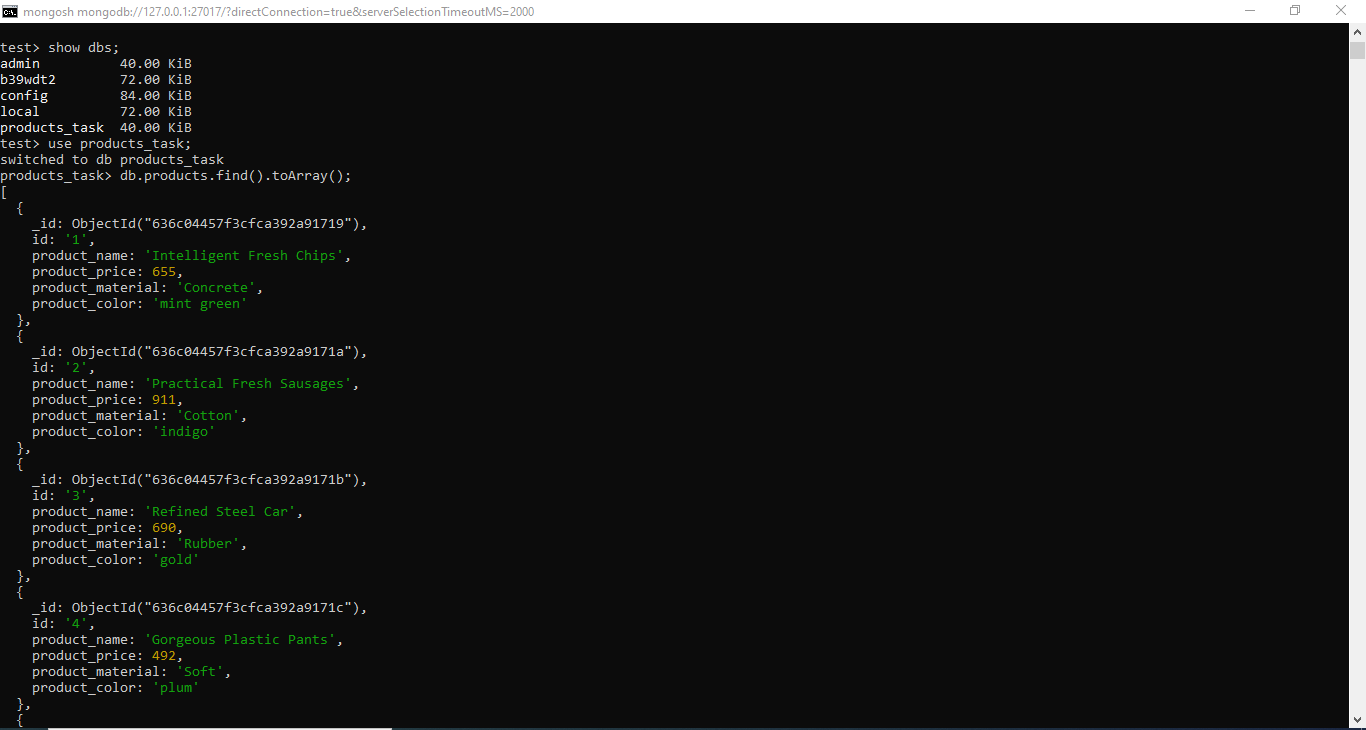 mongosh mongodb://127.0.0.1:27017/?directConnection=true&serverSelectionTimeoutMS=2000
test> show dbs;
admin           40.00 KiB
b39wdt2         72.00 KiB
config          84.00 KiB
local           72.00 KiB
products_task   40.00 KiB
test> use products_task;
switched to db products_task
products_task> db.products.find().toArray();
[
  {
    _id: ObjectId("636c04457f3cfca392a91719"),
    id: '1',
    product_name: 'Intelligent Fresh Chips',
    product_price: 655,
    product_material: 'Concrete',
    product_color: 'mint green'
  },
  {
    _id: ObjectId("636c04457f3cfca392a9171a"),
    id: '2',
    product_name: 'Practical Fresh Sausages',
    product_price: 911,
    product_material: 'Cotton',
    product_color: 'indigo'
  },
  {
    _id: ObjectId("636c04457f3cfca392a9171b"),
    id: '3',
    product_name: 'Refined Steel Car',
    product_price: 690,
    product_material: 'Rubber',
    product_color: 'gold'
  },
  {
    _id: ObjectId("636c04457f3cfca392a9171c"),
    id: '4',
    product_name: 'Gorgeous Plastic Pants',
    product_price: 492,
    product_material: 'Soft',
    product_color: 'plum'
  },
  {